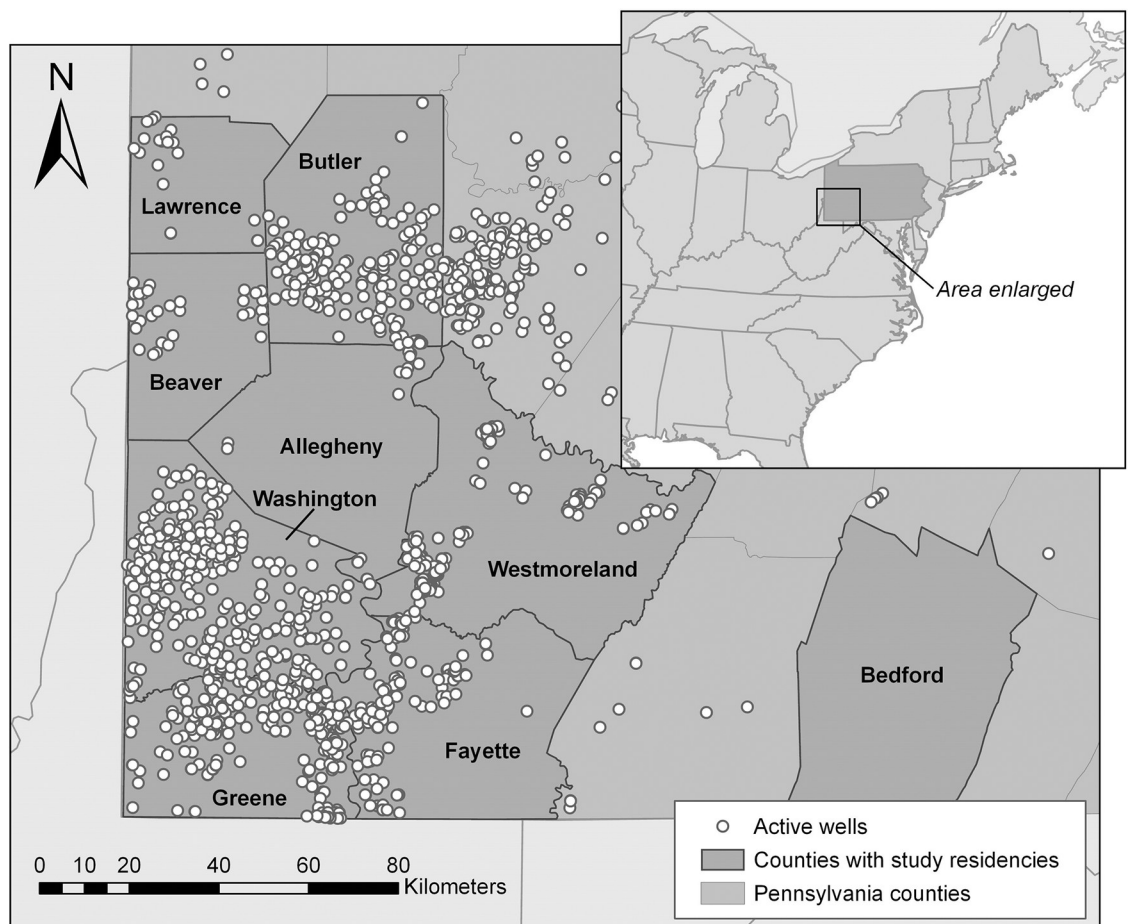 N
Butler
Lawrence
Area enlarged
Beaver
Allegheny
Washington
Westmoreland
Bedford
Fayette
Greene
Active wells
Counties with study residencies
Pennsylvania counties
0 10 20 40 60 80
Kilometers